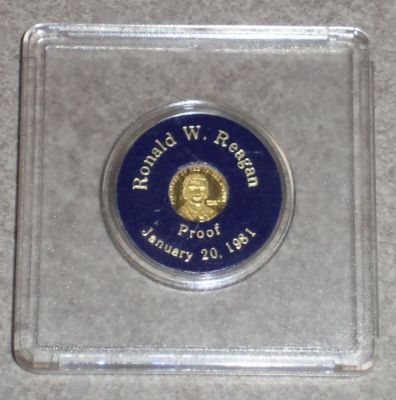 Ronald W. Reagan
Proof
January 20, 1981